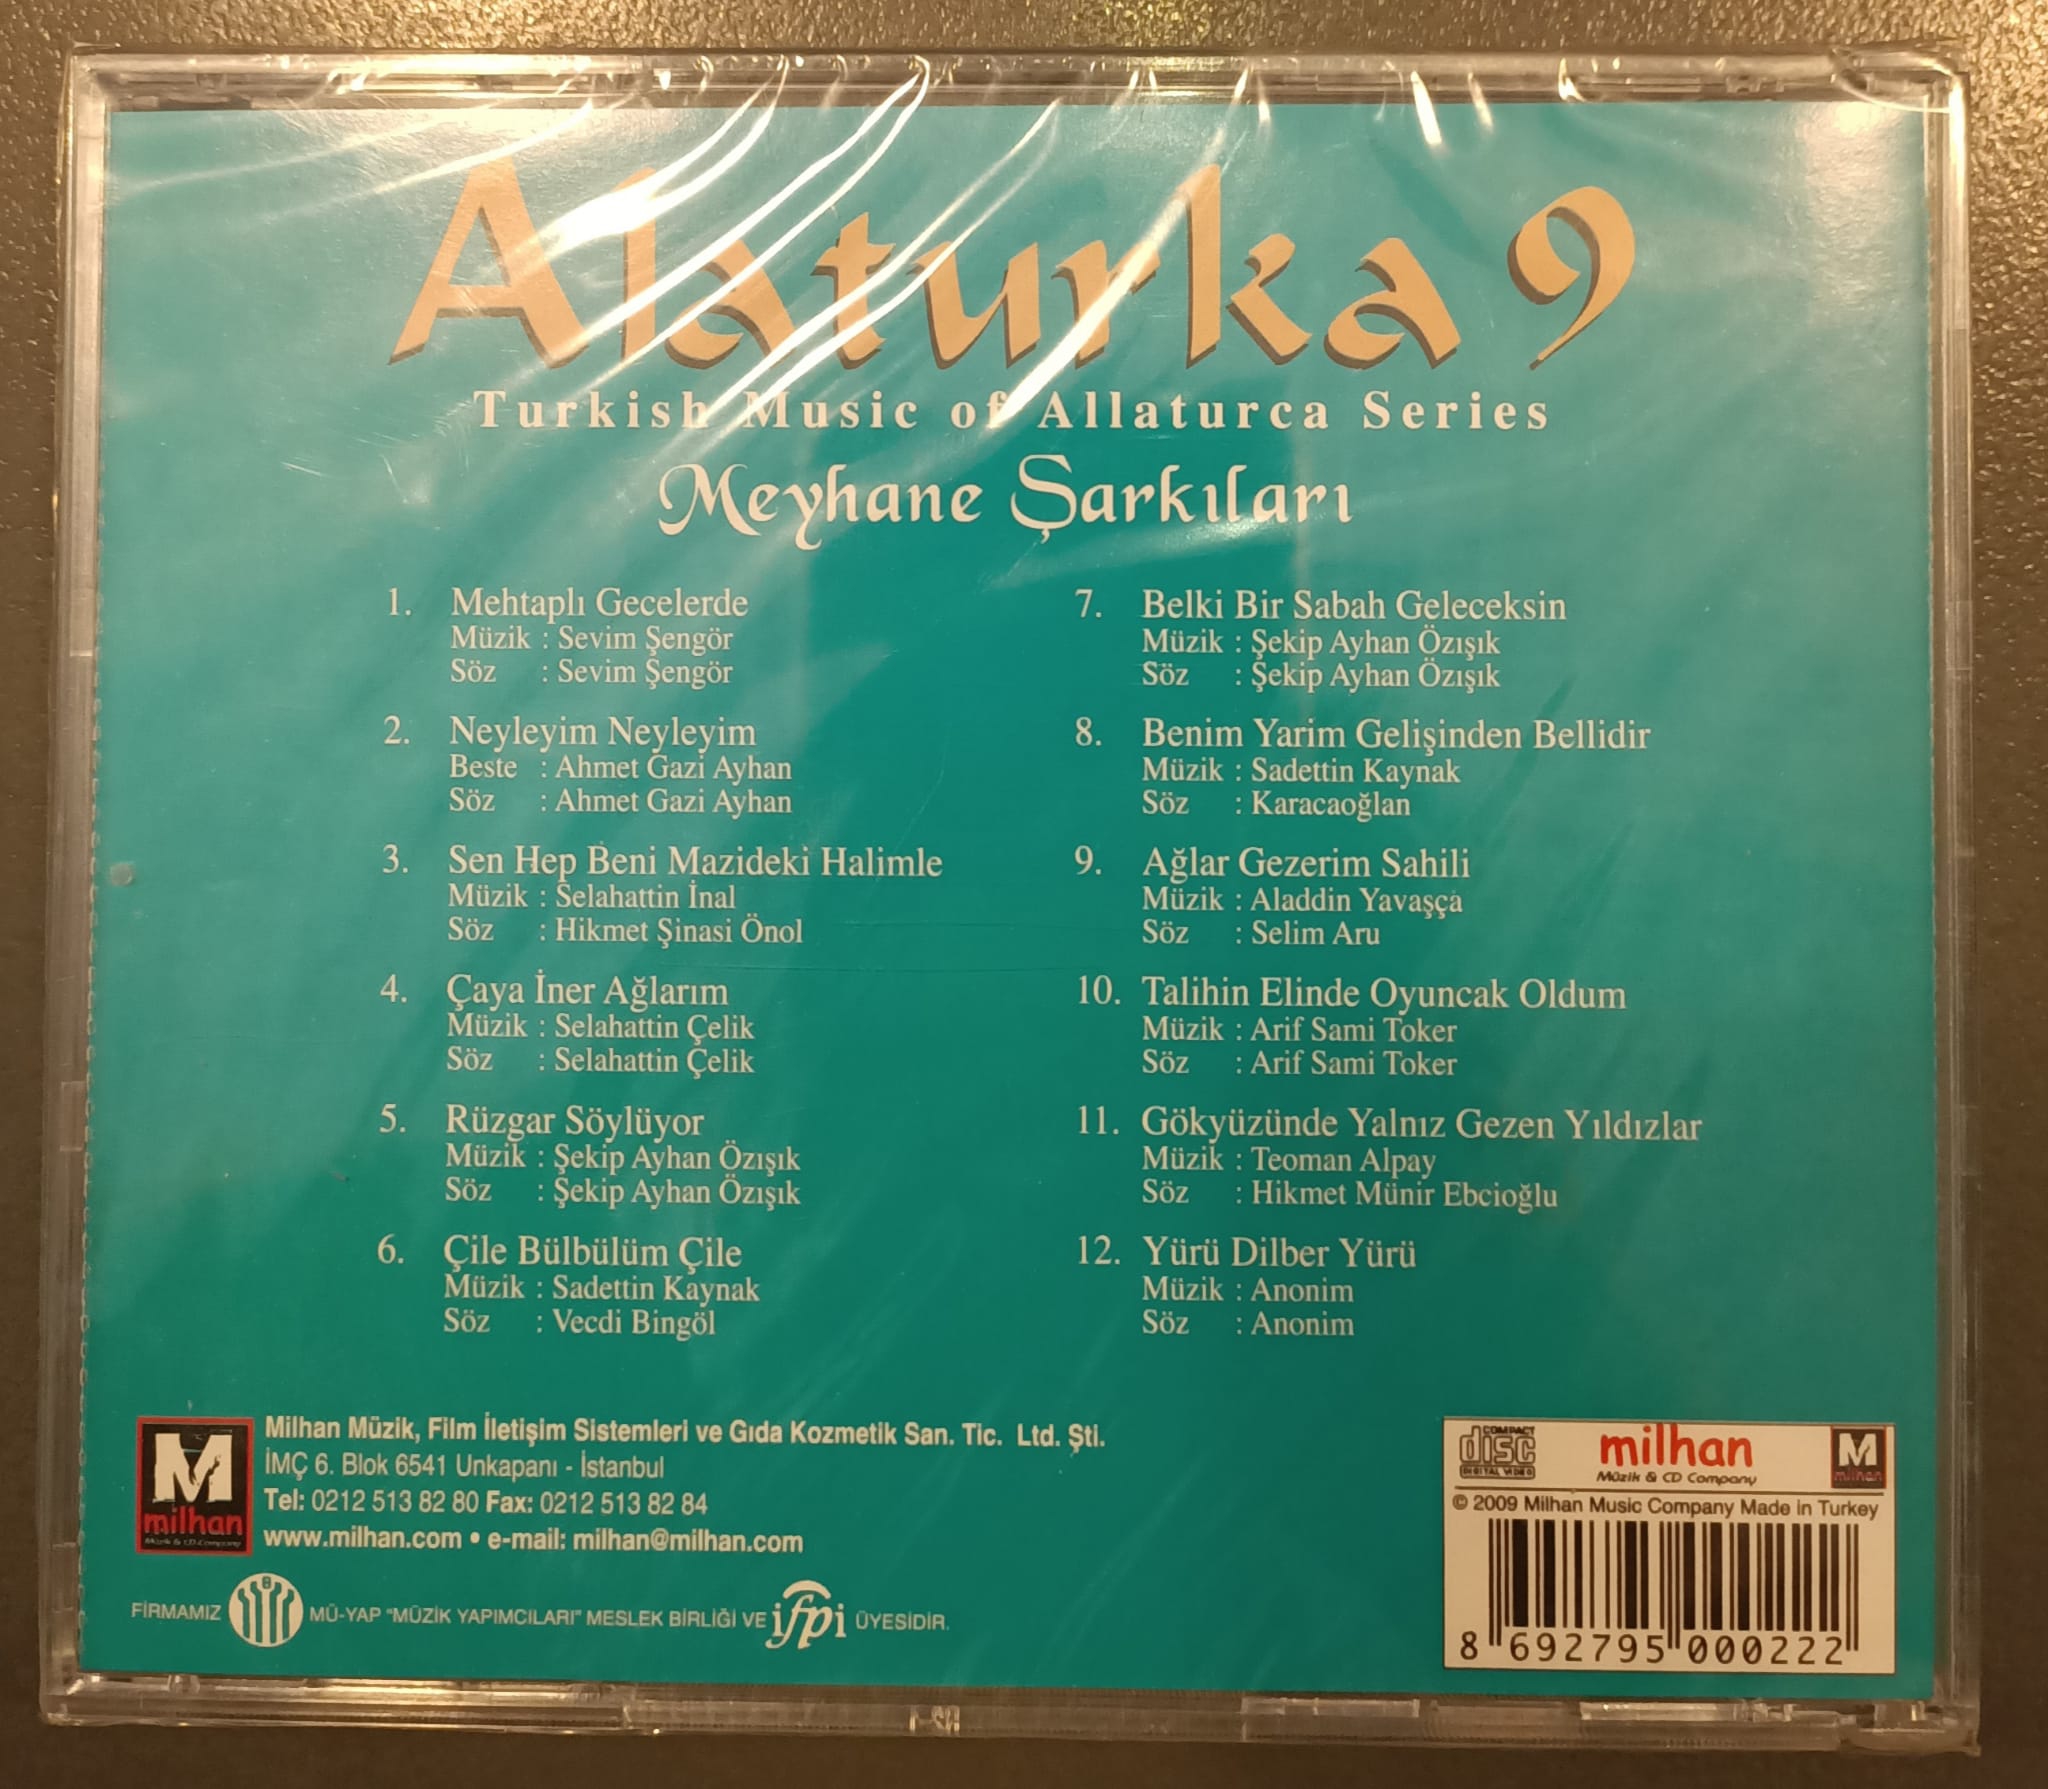 Alaturka 9
Turkish Music of Allaturca Series
Meyhane Şarkıları
1. Mehtaplı Gecelerde
Müzik : Sevim Şengör
Söz : Sevim Şengör
2. Neyleyim Neyleyim
Beste : Ahmet Gazi Ayhan
Söz : Ahmet Gazi Ayhan
3. Sen Hep Beni Mazideki Halimle
Müzik : Selahattin İnal
Söz : Hikmet Şinasi Önol
4. Çaya İner Ağlarım
Müzik : Selahattin Çelik
Söz : Selahattin Çelik
5. Rüzgar Söylüyor
Müzik : Şekip Ayhan Özışık
Söz : Şekip Ayhan Özışık
6. Çile Bülbülüm Çile
Müzik : Sadettin Kaynak
Söz : Vecdi Bingöl
7. Belki Bir Sabah Geleceksin
Müzik : Şekip Ayhan Özışık
Söz : Şekip Ayhan Özışık
8. Benim Yarim Gelişinden Bellidir
Müzik : Sadettin Kaynak
Söz : Karacaoğlan
9. Ağlar Gezerim Sahili
Müzik : Aladdin Yavaşça
Söz : Selim Aru
10. Talihin Elinde Oyuncak Oldum
Müzik : Arif Sami Toker
Söz : Arif Sami Toker
11. Gökyüzünde Yalnız Gezen Yıldızlar
Müzik : Teoman Alpay
Söz : Hikmet Münir Ebcioğlu
12. Yürü Dilber Yürü
Müzik : Anonim
Söz : Anonim
M
milhan
Müzik & CD Company
Milhan Müzik, Film İletişim Sistemleri ve Gıda Kozmetik San. Tic. Ltd. Şti.
İMÇ 6. Blok 6541 Unkapanı - İstanbul
Tel: 0212 513 82 80 Fax: 0212 513 82 84
www.milhan.com • e-mail: milhan@milhan.com
FİRMAMIZ MÜ-YAP "MÜZİK YAPIMCILARI" MESLEK BİRLİĞİ VE ifpi ÜYESİDİR.
COMPACT
disc
DIGITAL VIDEO
milhan
Müzik & CD Company
M
milhan
© 2009 Milhan Music Company Made in Turkey
8 692795 000222